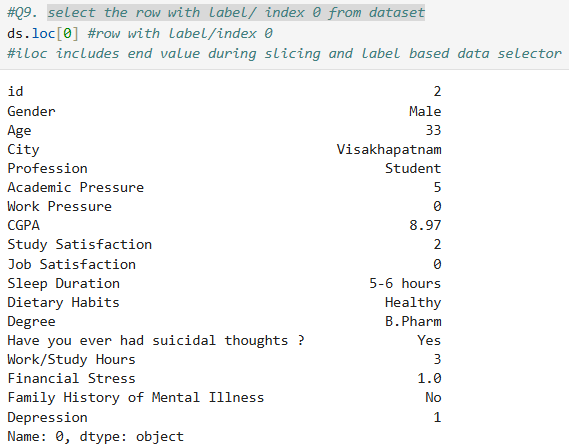 #Q9. select the row with label/ index 0 from dataset
ds.loc[0] #row with label/index 0
#iloc includes end value during slicing and label based data selector
id 2
Gender Male
Age 33
City Visakhapatnam
Profession Student
Academic Pressure 5
Work Pressure 0
CGPA 8.97
Study Satisfaction 2
Job Satisfaction 0
Sleep Duration 5-6 hours
Dietary Habits Healthy
Degree B.Pharm
Have you ever had suicidal thoughts ? Yes
Work/Study Hours 3
Financial Stress 1.0
Family History of Mental Illness No
Depression 1
Name: 0, dtype: object